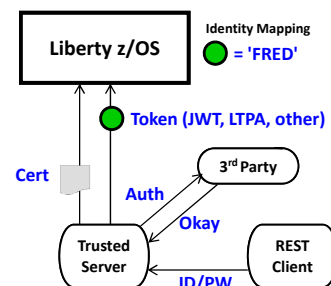 Liberty z/OS
Identity Mapping
= 'FRED'
Token (JWT, LTPA, other)
Cert
Auth
3rd Party
Okay
Trusted
Server
REST
Client
ID/PW